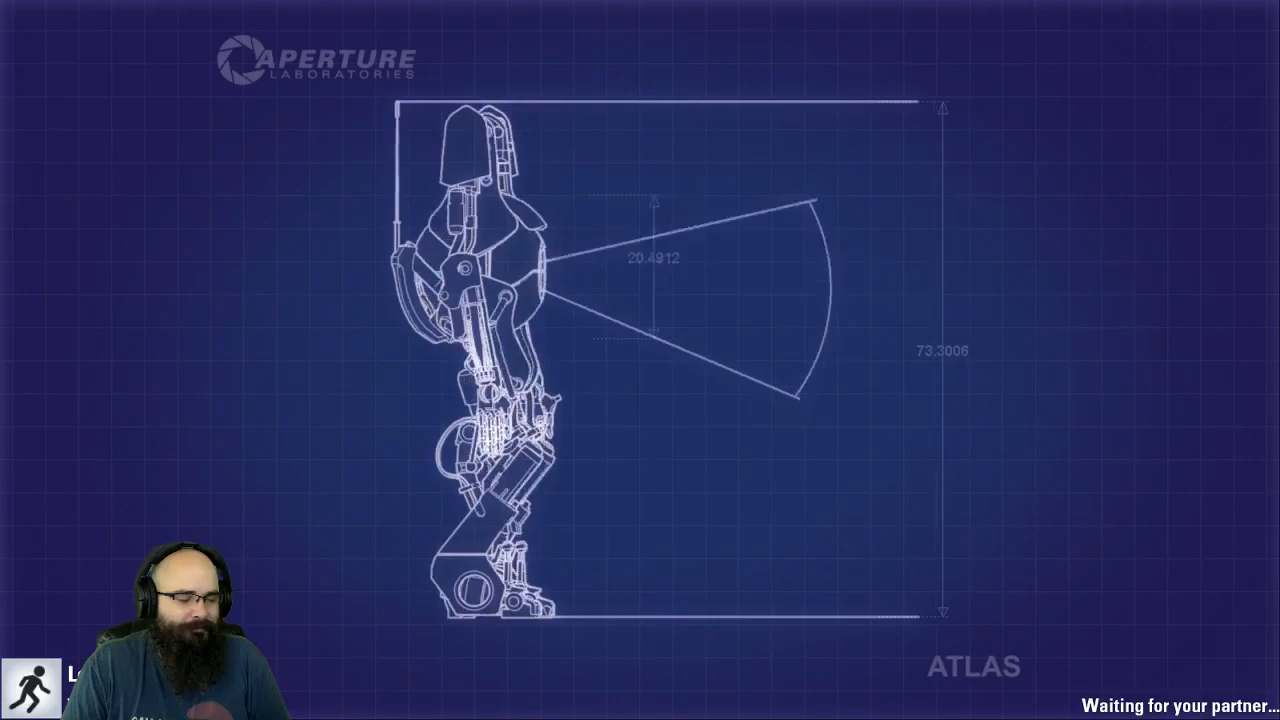 APERTURE
LABORATORIES
20.4912
73.3006
ATLAS
Waiting for your partner...